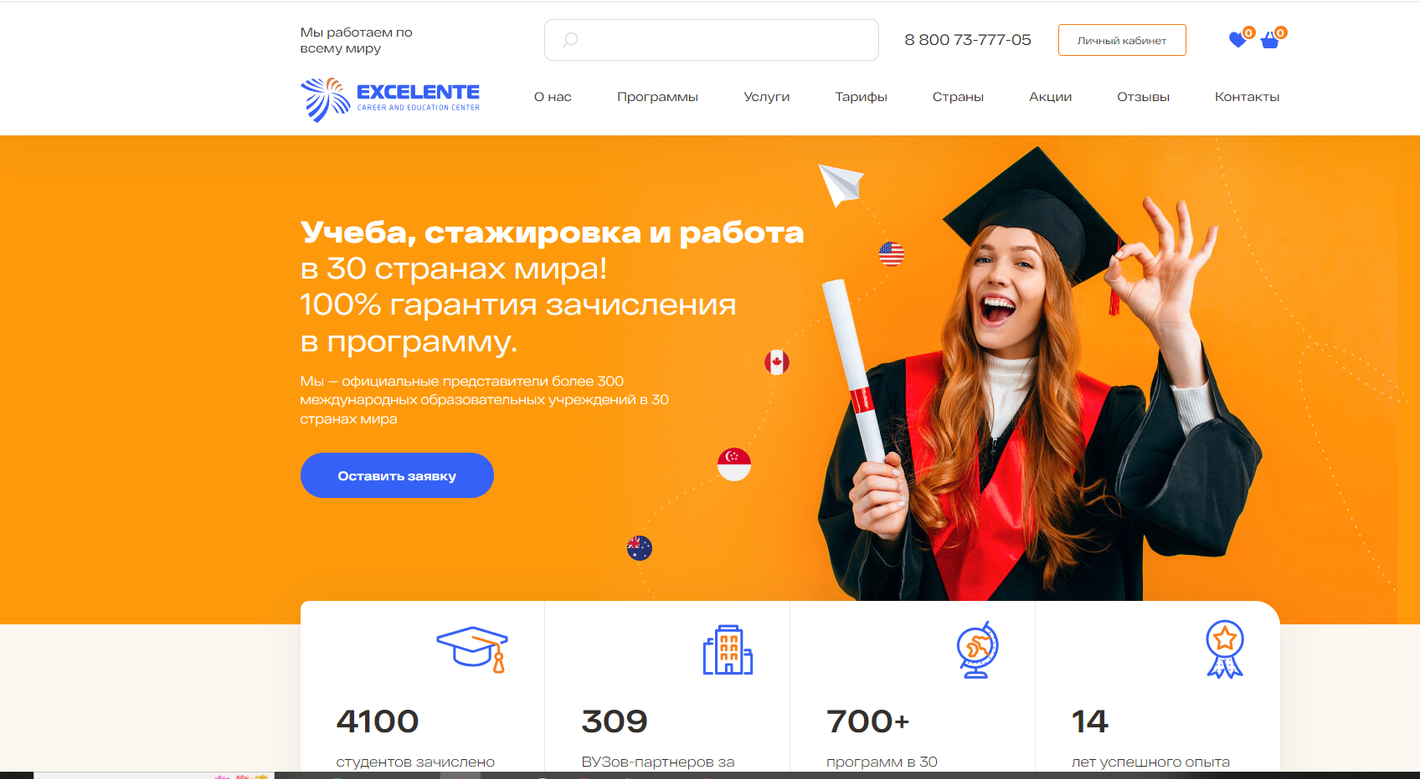 Мы работаем по
всему миру
8 800 73-777-05
Личный кабинет
0
0
EXCELENTE
CAREER AND EDUCATION CENTER
О нас
Программы
Услуги
Тарифы
Страны
Акции
Отзывы
Контакты
Учеба, стажировка и работа
в 30 странах мира!
100% гарантия зачисления
в программу.
Мы – официальные представители более 300
международных образовательных учреждений в 30
странах мира
Оставить заявку
4100
студентов зачислено
309
ВУЗов-партнеров за
700+
программ в 30
14
лет успешного опыта